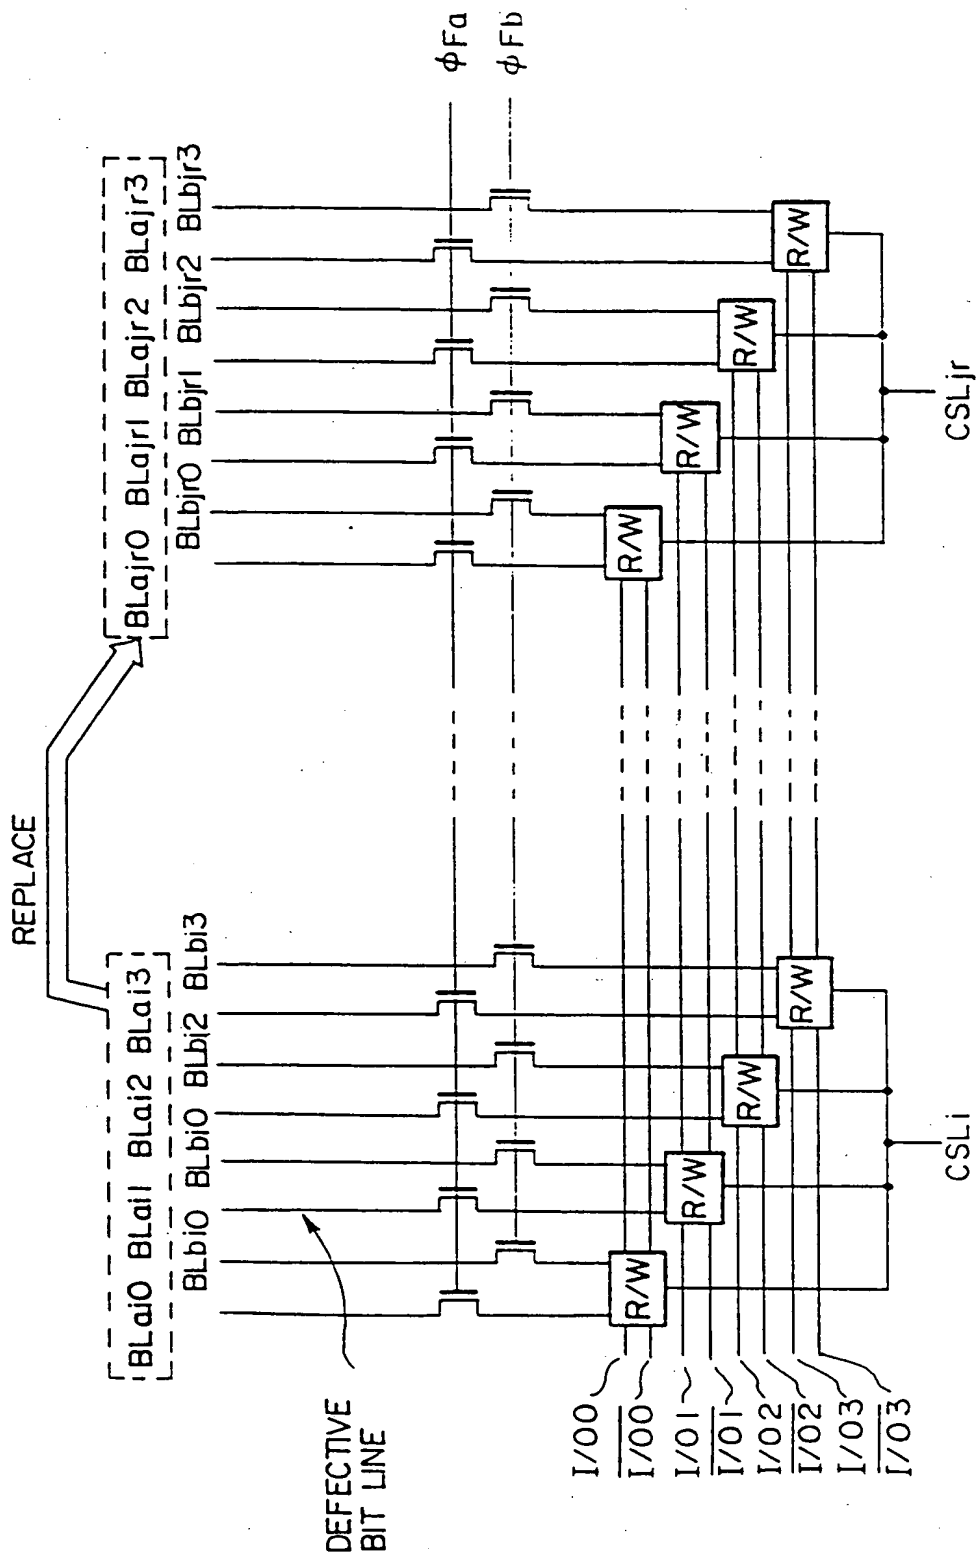 REPLACE
BLai0 BLai1 BLai2 BLai3
BLbi0 BLbi0 BLbi2 BLbi3
BLajr0 BLajr1 BLajr2 BLajr3
BLbjr0 BLbjr1 BLbjr2 BLbjr3
DEFECTIVE
BIT LINE
φFa
φFb
R/W
R/W
R/W
R/W
R/W
R/W
R/W
R/W
I/O0
I/O0
I/O1
I/O1
I/O2
I/O2
I/O3
I/O3
CSLi
CSLjr